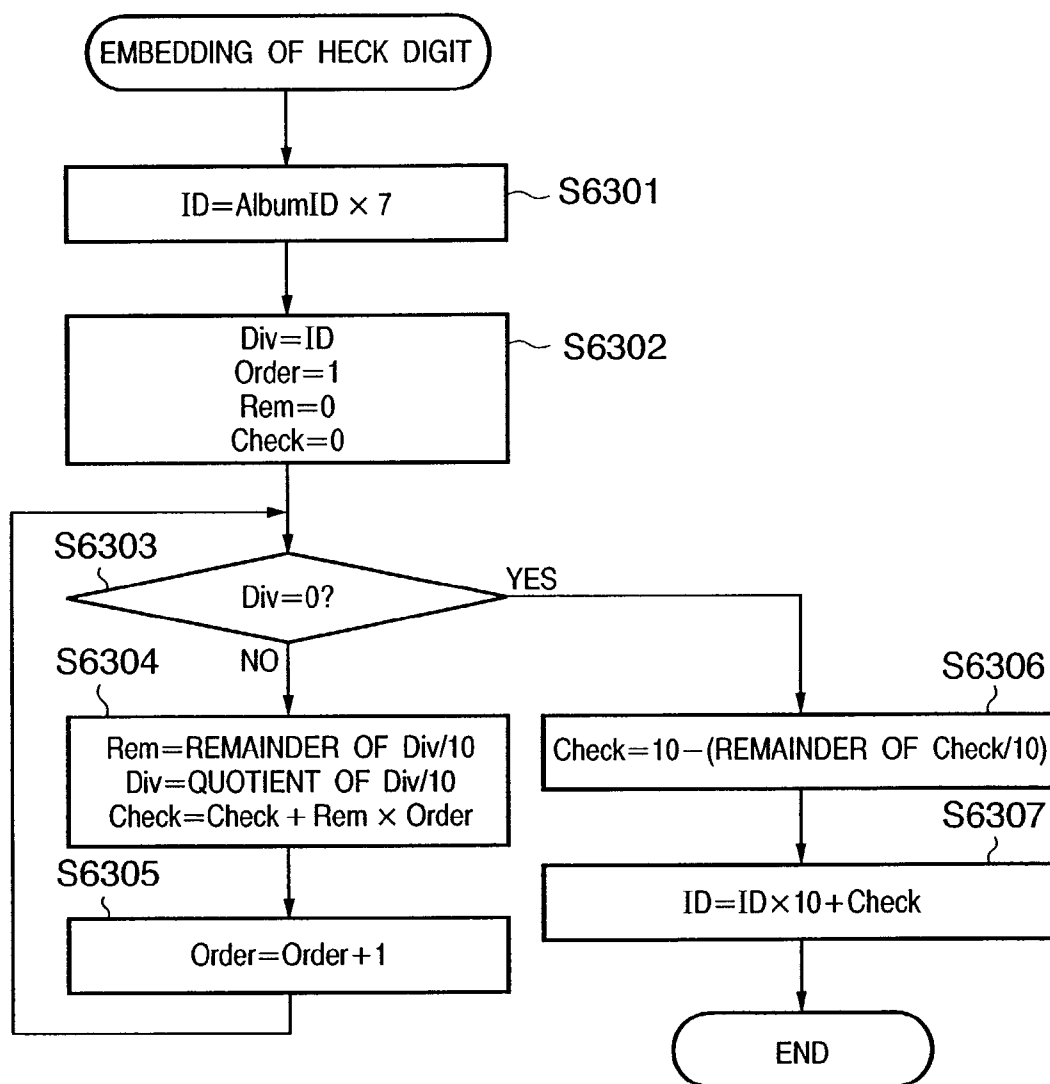 EMBEDDING OF HECK DIGIT
ID=AlbumID × 7
S6301
Div=ID
Order=1
Rem=0
Check=0
S6302
S6303
Div=0?
YES
NO
S6304
Rem=REMAINDER OF Div/10
Div=QUOTIENT OF Div/10
Check=Check + Rem × Order
S6305
Order=Order+1
S6306
Check=10−(REMAINDER OF Check/10)
S6307
ID=ID×10+Check
END